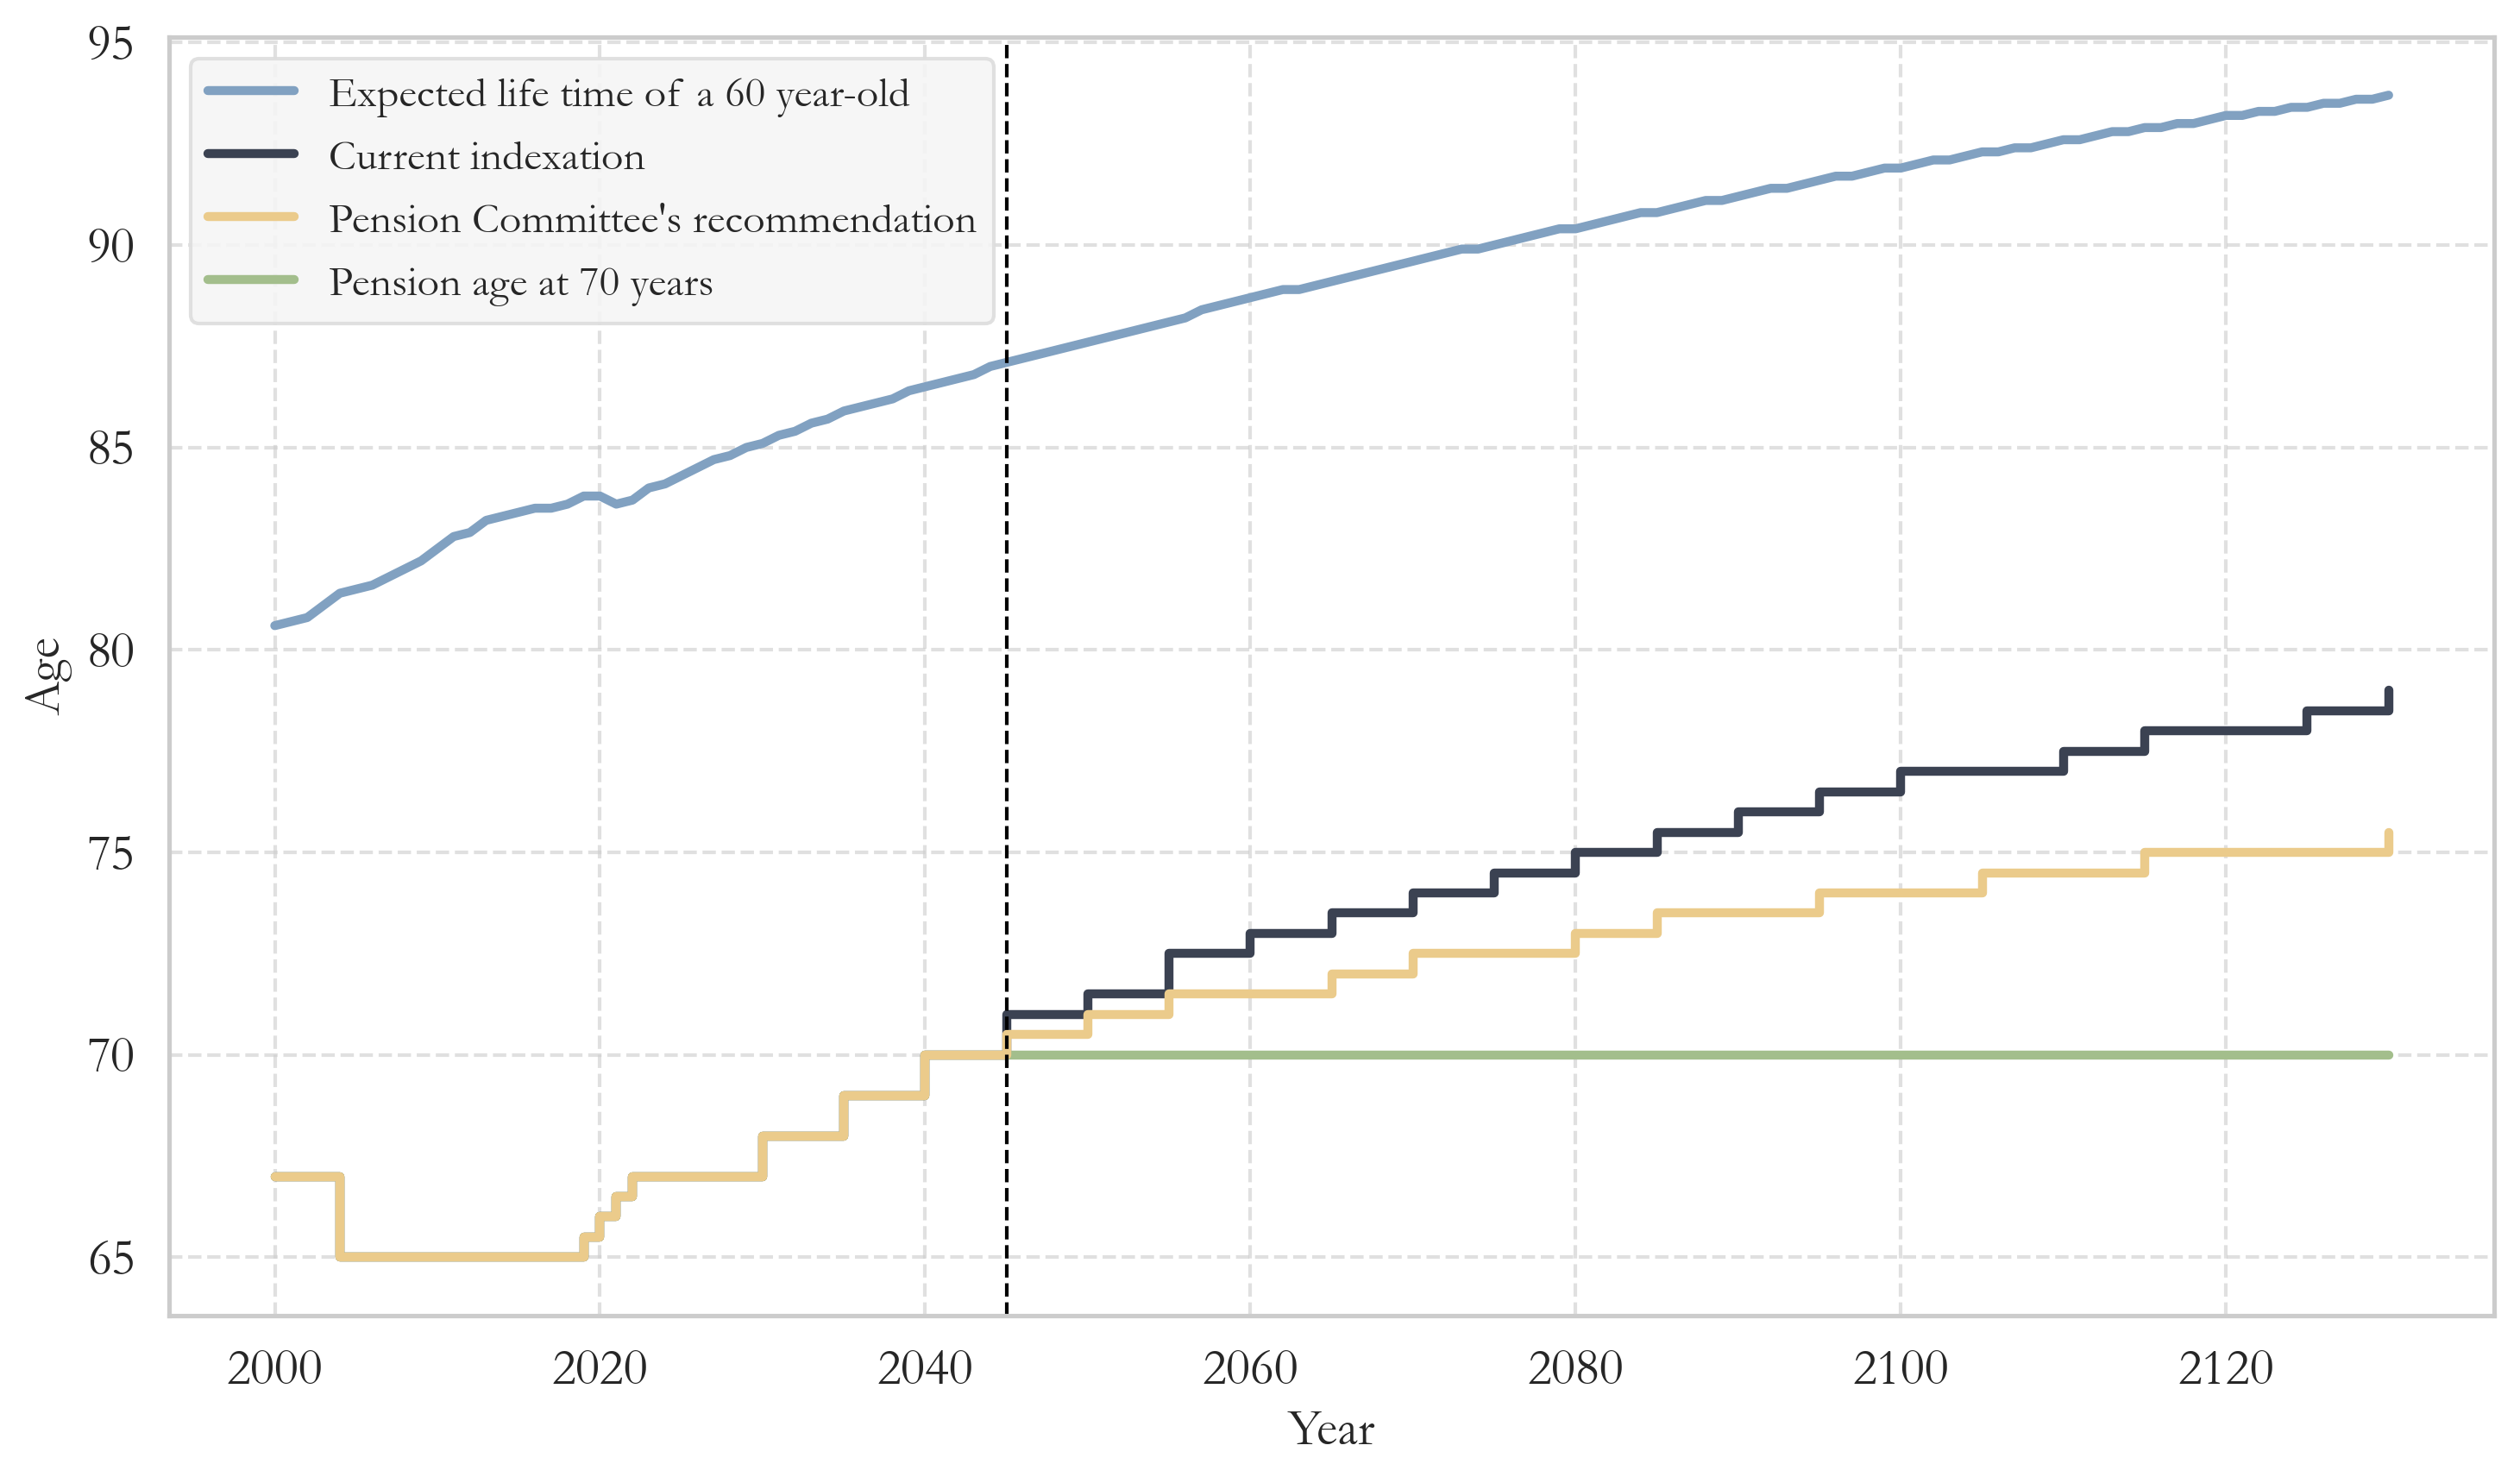 95
90
85
80
75
70
65
Age
Expected life time of a 60 year-old
Current indexation
Pension Committee's recommendation
Pension age at 70 years
2000 2020 2040 2060 2080 2100 2120
Year